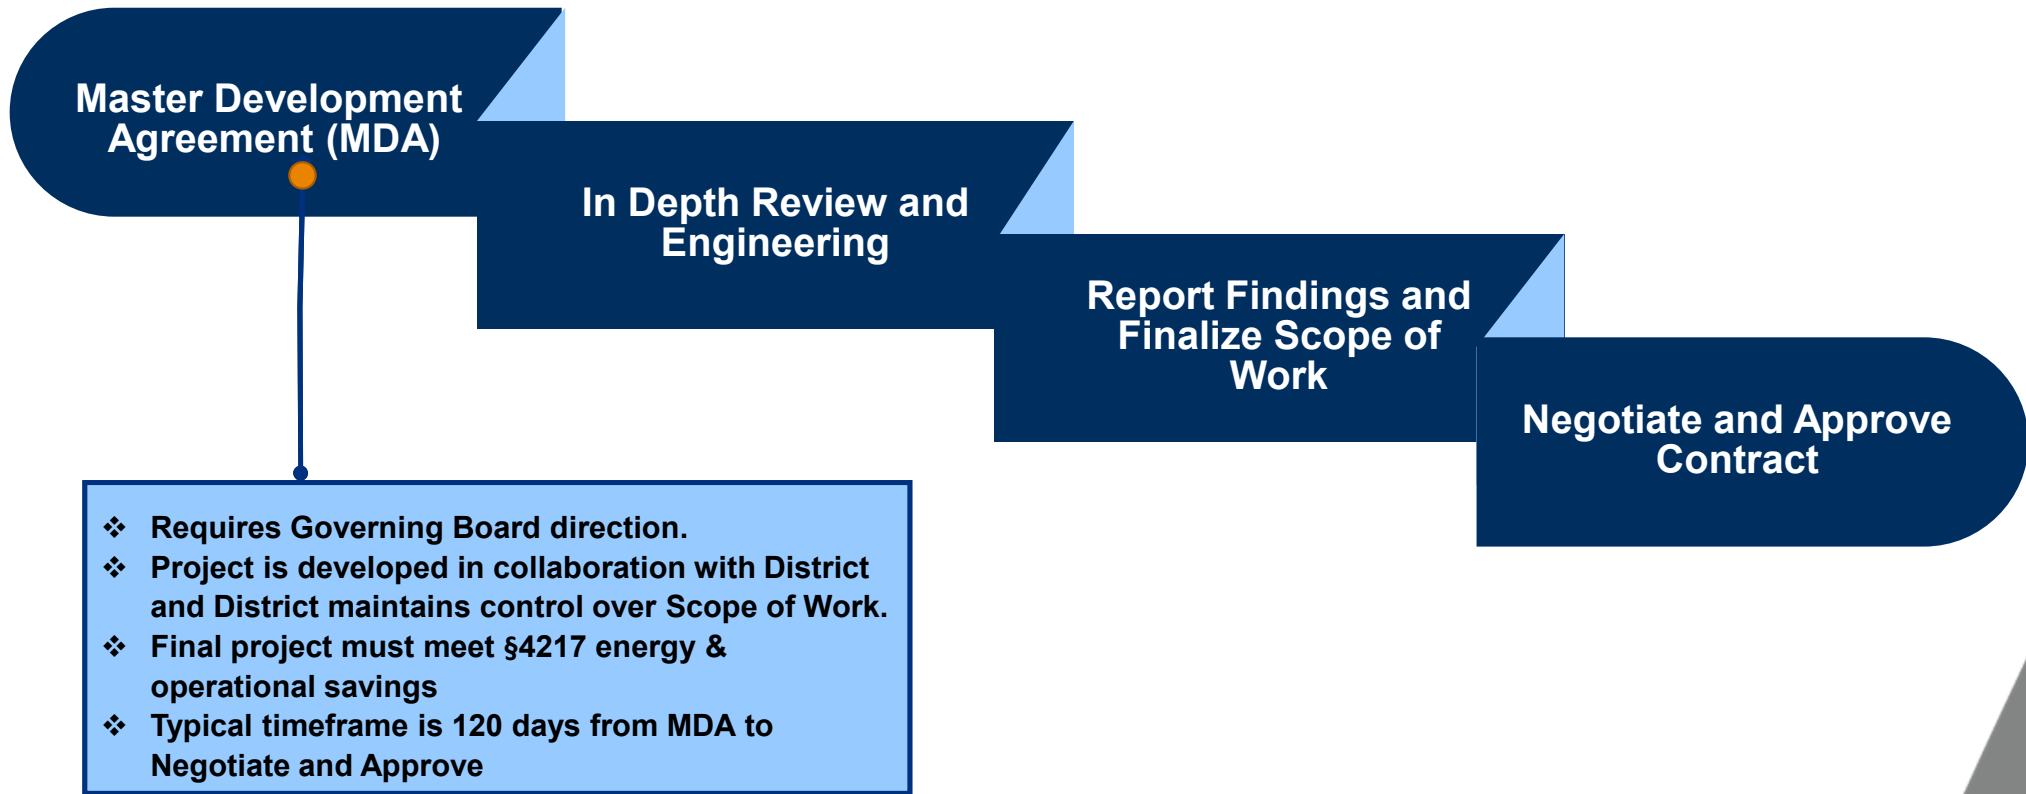 Master Development
Agreement (MDA)
In Depth Review and
Engineering
Report Findings and
Finalize Scope of
Work
Negotiate and Approve
Contract
❖ Requires Governing Board direction.
❖ Project is developed in collaboration with District
and District maintains control over Scope of Work.
❖ Final project must meet §4217 energy &
operational savings
❖ Typical timeframe is 120 days from MDA to
Negotiate and Approve